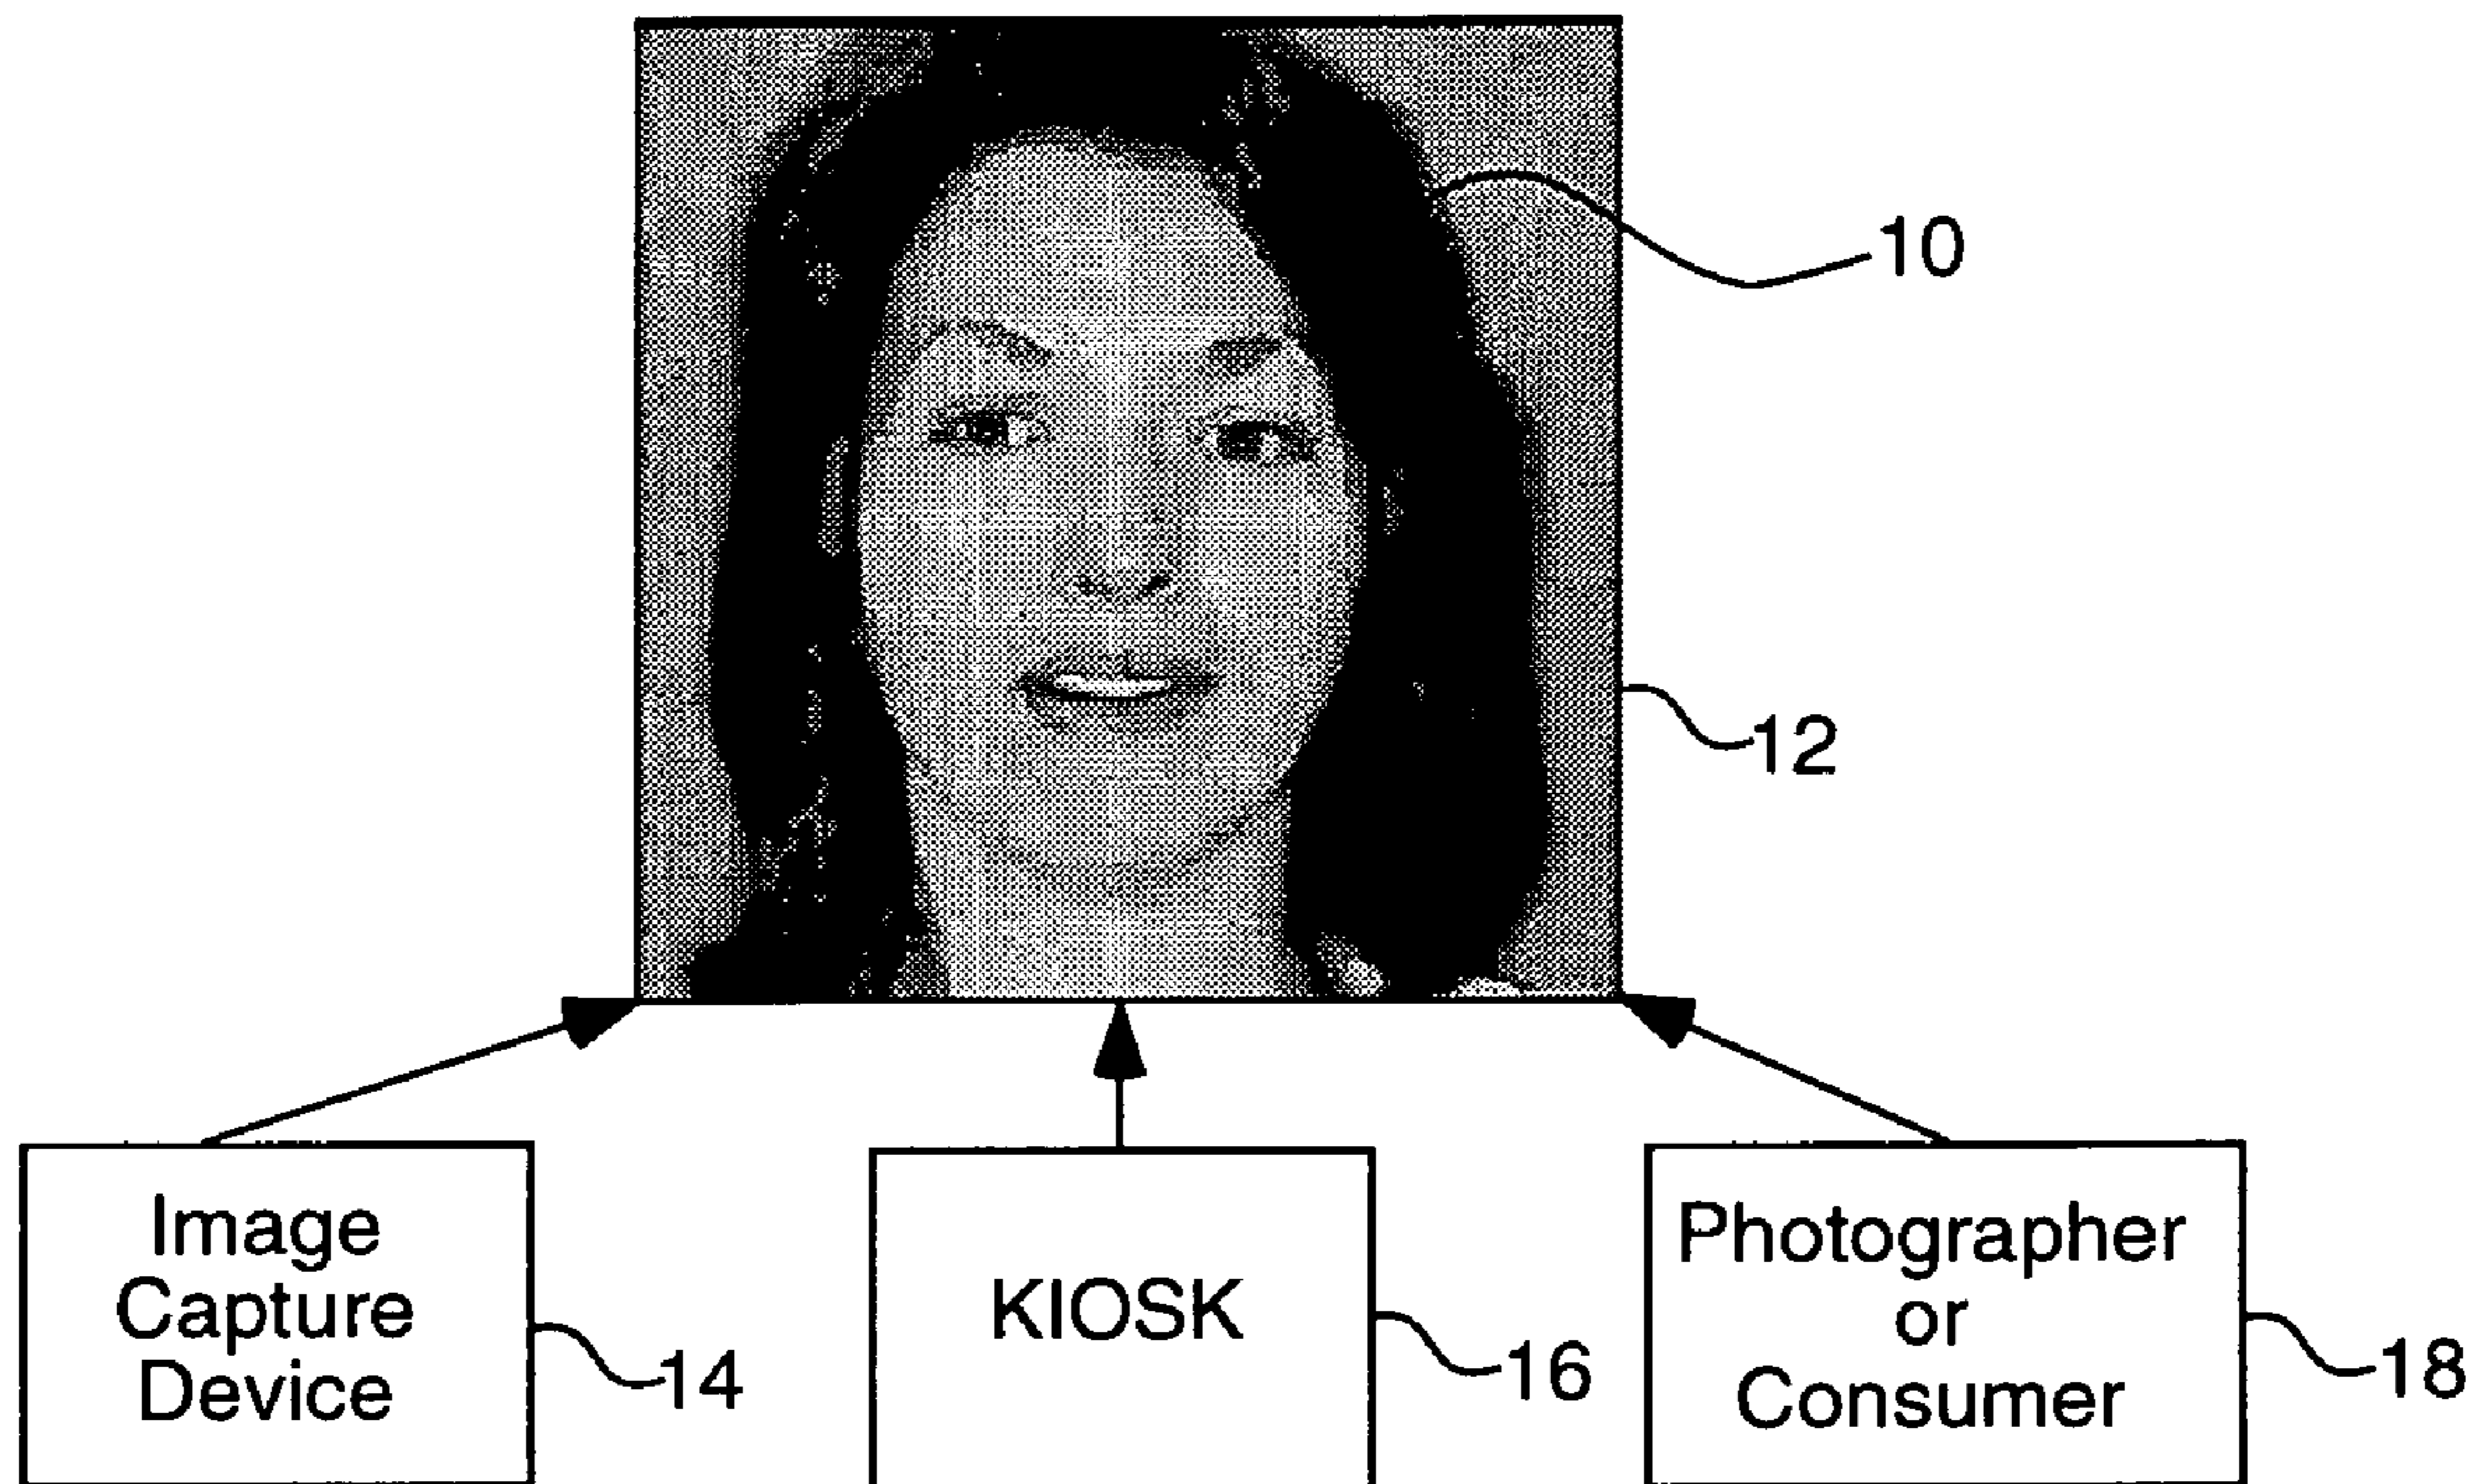 10
12
Image
Capture
Device
14
KIOSK
16
Photographer
or
Consumer
18